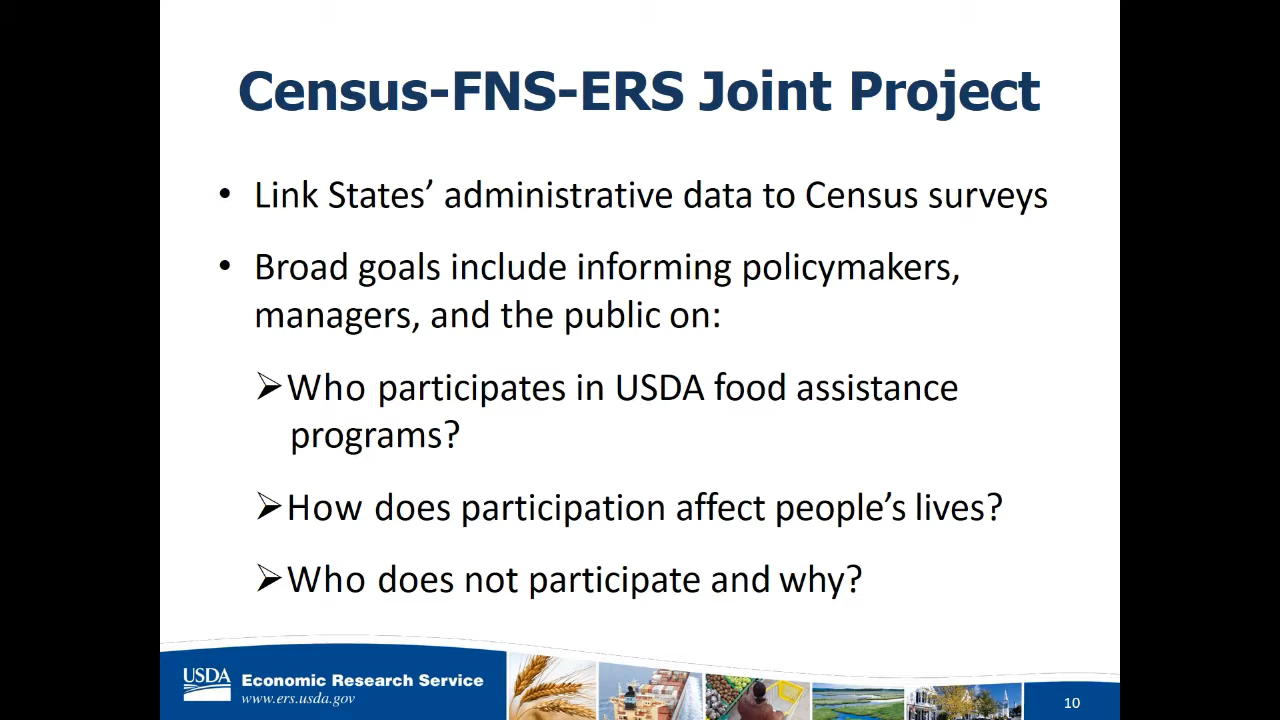 Census-FNS-ERS Joint Project
• Link States’ administrative data to Census surveys
• Broad goals include informing policymakers,
managers, and the public on:
➢Who participates in USDA food assistance
programs?
➢How does participation affect people’s lives?
➢Who does not participate and why?
USDA
Economic Research Service
www.ers.usda.gov
10